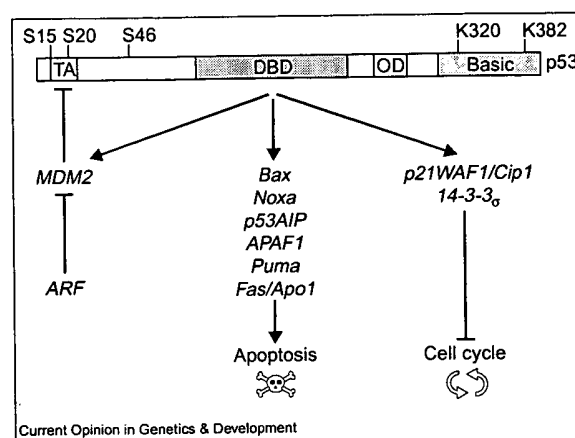 S15 S20 S46 K320 K382
TA DBD OD Basic p53
MDM2
ARF
Bax
Noxa
p53AIP
APAF1
Puma
Fas/Apo1
Apoptosis
p21WAF1/Cip1
14-3-3σ
Cell cycle
Current Opinion in Genetics & Development